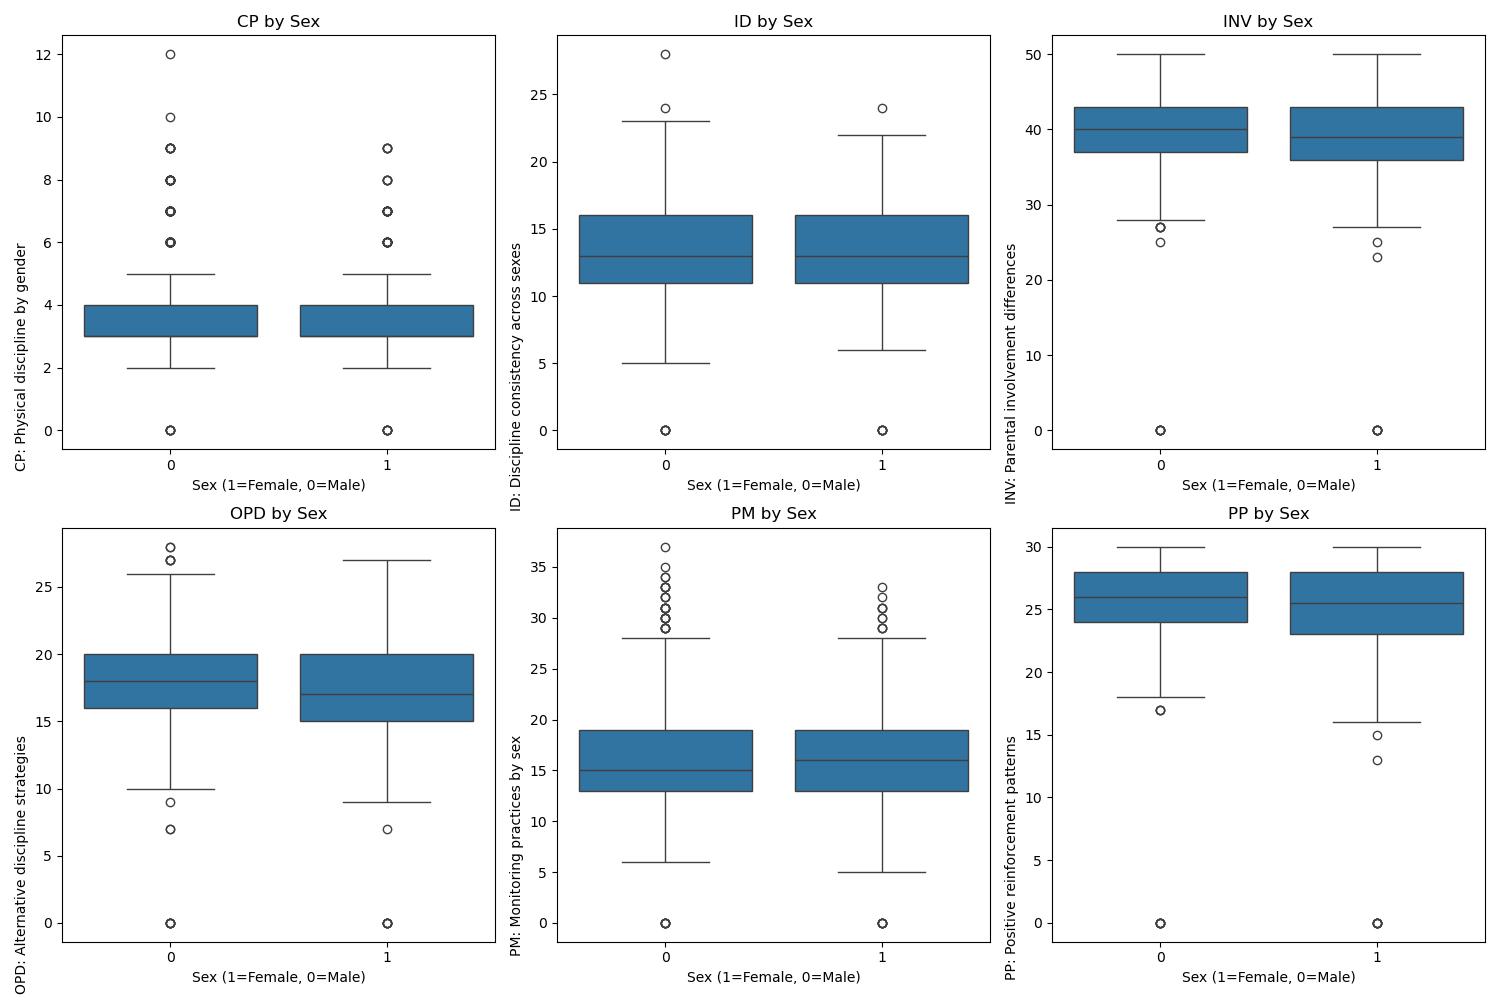 CP by Sex
12
10
8
6
4
2
0
CP: Physical discipline by gender
0 1
Sex (1=Female, 0=Male)
ID by Sex
25
20
15
10
5
0
ID: Discipline consistency across sexes
0 1
Sex (1=Female, 0=Male)
INV by Sex
50
40
30
20
10
0
INV: Parental involvement differences
0 1
Sex (1=Female, 0=Male)
OPD by Sex
25
20
15
10
5
0
OPD: Alternative discipline strategies
0 1
Sex (1=Female, 0=Male)
PM by Sex
35
30
25
20
15
10
5
0
PM: Monitoring practices by sex
0 1
Sex (1=Female, 0=Male)
PP by Sex
30
25
20
15
10
5
0
PP: Positive reinforcement patterns
0 1
Sex (1=Female, 0=Male)